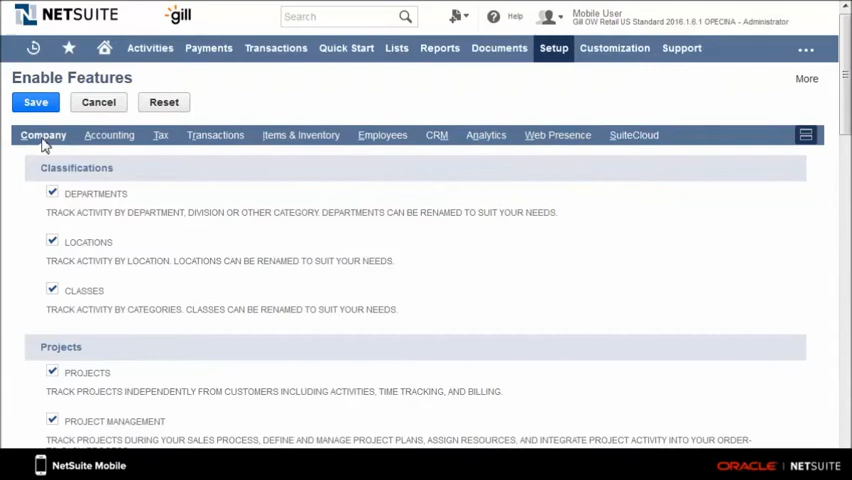 NETSUITE
gill
Search
Help
Mobile User
Gill OW Retail US Standard 2016.1.6.1 OPECINA - Administrator
Activities Payments Transactions Quick Start Lists Reports Documents Setup Customization Support
Enable Features
More
Save Cancel Reset
Company Accounting Tax Transactions Items & Inventory Employees CRM Analytics Web Presence SuiteCloud
Classifications
DEPARTMENTS
TRACK ACTIVITY BY DEPARTMENT, DIVISION OR OTHER CATEGORY. DEPARTMENTS CAN BE RENAMED TO SUIT YOUR NEEDS.
LOCATIONS
TRACK ACTIVITY BY LOCATION. LOCATIONS CAN BE RENAMED TO SUIT YOUR NEEDS.
CLASSES
TRACK ACTIVITY BY CATEGORIES. CLASSES CAN BE RENAMED TO SUIT YOUR NEEDS.
Projects
PROJECTS
TRACK PROJECTS INDEPENDENTLY FROM CUSTOMERS INCLUDING ACTIVITIES, TIME TRACKING, AND BILLING.
PROJECT MANAGEMENT
TRACK PROJECTS DURING YOUR SALES PROCESS, DEFINE AND MANAGE PROJECT PLANS, ASSIGN RESOURCES, AND INTEGRATE PROJECT ACTIVITY INTO YOUR ORDER-
NetSuite Mobile
ORACLE NETSUITE